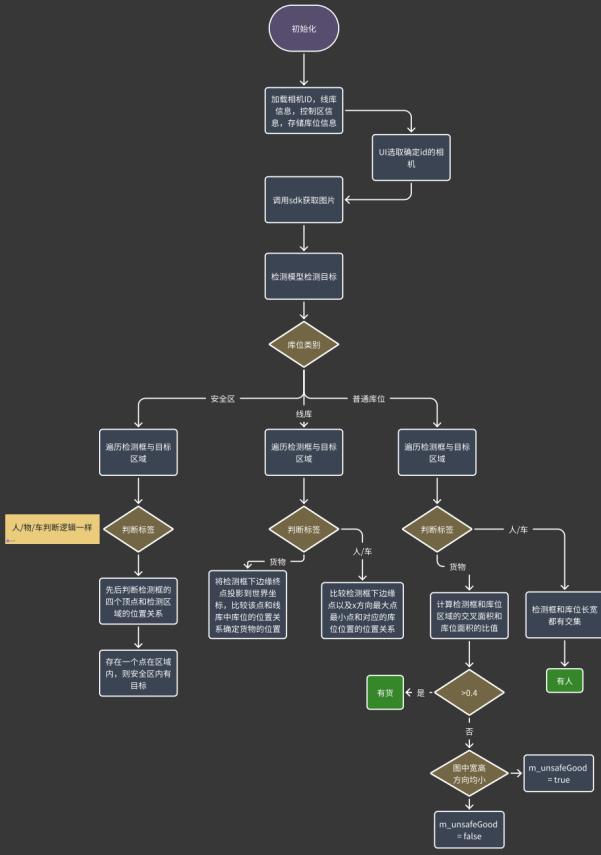 初始化
加载相机ID，线库
信息，控制区信
息，存储库位信息
UI选取确定id的相
机
调用sdk获取图片
检测模型检测目标
库位类别
安全区
线库
普通库位
遍历检测框与目标
区域
遍历检测框与目标
区域
遍历检测框与目标
区域
人/物/车判断逻辑一样
判断标签
判断标签
判断标签
人/车
人/车
货物
货物
先后判断检测框的
四个顶点和检测区
域的位置关系
将检测框下边缘终
点投影到世界坐
标，比较该点和线
库中库位的位置关
系确定货物的位置
比较检测框下边缘
点以及x方向最大点
最小点和对应的库
位位置的位置关系
计算检测框和库位
区域的交叉面积和
库位面积的比值
检测框和库位长宽
都有交集
存在一个点在区域
内，则安全区内有
目标
有货
是
>0.4
有人
否
图中宽高
方向均小
m_unsafeGood
= true
m_unsafeGood
= false